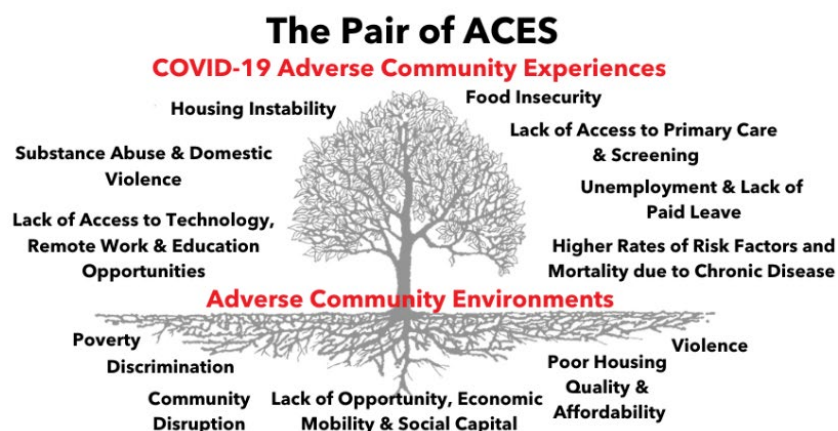 The Pair of ACES
COVID-19 Adverse Community Experiences
Housing Instability
Food Insecurity
Substance Abuse & Domestic
Violence
Lack of Access to Primary Care
& Screening
Unemployment & Lack of
Paid Leave
Lack of Access to Technology,
Remote Work & Education
Opportunities
Higher Rates of Risk Factors and
Mortality due to Chronic Disease
Adverse Community Environments
Poverty
Discrimination
Community
Disruption
Lack of Opportunity, Economic
Mobility & Social Capital
Poor Housing
Quality &
Affordability
Violence